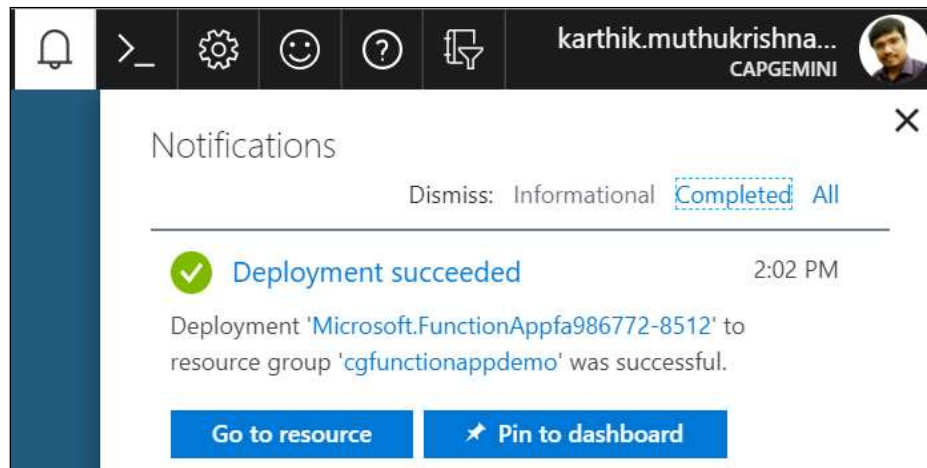 karthik.muthukrishna...
CAPGEMINI
Notifications
Dismiss: Informational Completed All
Deployment succeeded 2:02 PM
Deployment 'Microsoft.FunctionAppfa986772-8512' to
resource group 'cgfunctionappdemo' was successful.
Go to resource Pin to dashboard